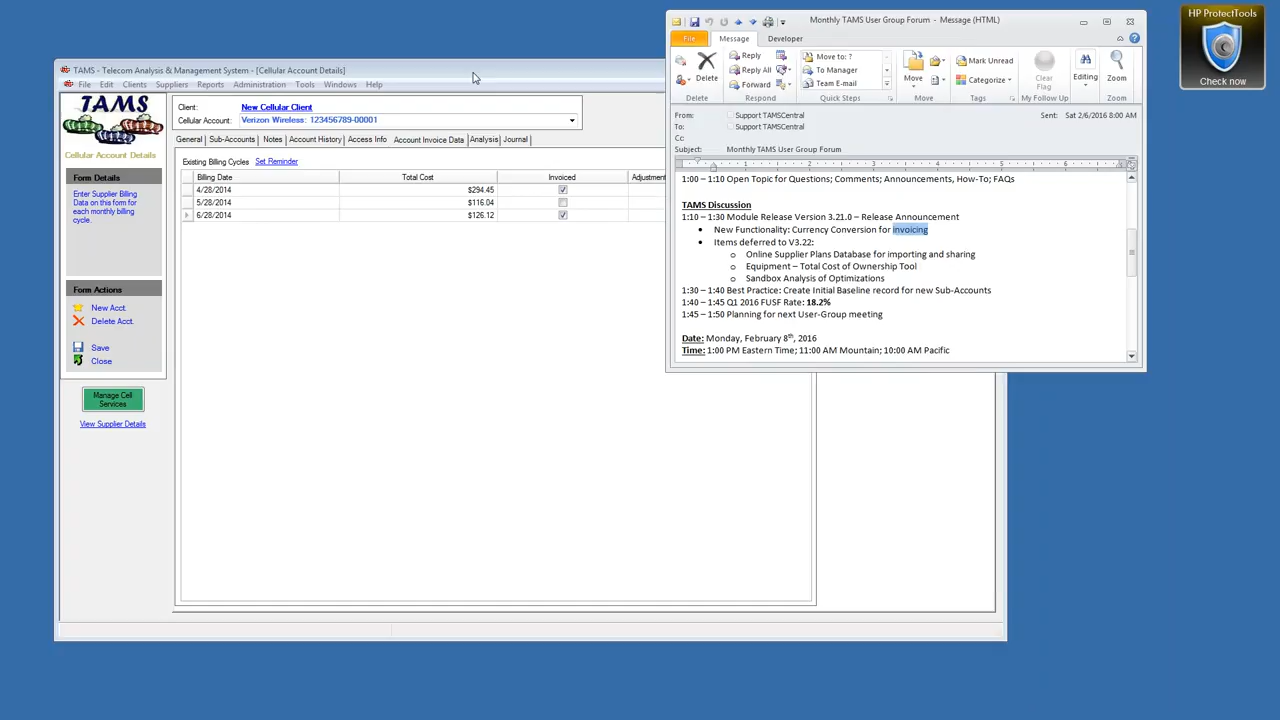 TAMS - Telecom Analysis & Management System - [Cellular Account Details]
File Edit Clients Suppliers Reports Administration Tools Windows Help
TAMS
Cellular Account Details
Form Details
Enter Supplier Billing
Data on this Form
for each monthly
billing cycle.
Form Actions
New Acct.
Delete Acct.
Save
Close
Manage Cell
Services
View Supplier Details
Client: New Cellular Client
Cellular Account: Verizon Wireless: 123456789-00001
General Sub-Accounts Notes Account History Access Info Account Invoice Data Analysis Journal
Existing Billing Cycles Set Reminder
Billing Date Total Cost Invoiced Adjustment
4/28/2014 $294.45
5/28/2014 $116.04
6/28/2014 $126.12
Monthly TAMS User Group Forum - Message (HTML)
File Message Developer
Delete
Delete
Reply
Reply All
Forward
Respond
Move to: ?
To Manager
Team E-mail
Quick Steps
Move
Move
Mark Unread
Categorize
Tags
Clear
Flag
My Follow Up
Editing
Zoom
Zoom
From: Support TAMSCentral Sent: Sat 2/6/2016 8:00 AM
To: Support TAMSCentral
Cc:
Subject: Monthly TAMS User Group Forum
1 2 3 4 5 6
1:00 – 1:10 Open Topic for Questions; Comments; Announcements, How-To; FAQs
TAMS Discussion
1:10 – 1:30 Module Release Version 3.21.0 – Release Announcement
• New Functionality: Currency Conversion for invoicing
• Items deferred to V3.22:
o Online Supplier Plans Database for importing and sharing
o Equipment – Total Cost of Ownership Tool
o Sandbox Analysis of Optimizations
1:30 – 1:40 Best Practice: Create Initial Baseline record for new Sub-Accounts
1:40 – 1:45 Q1 2016 FUSF Rate: 18.2%
1:45 – 1:50 Planning for next User-Group meeting
Date: Monday, February 8th, 2016
Time: 1:00 PM Eastern Time; 11:00 AM Mountain; 10:00 AM Pacific
HP ProtectTools
Check now